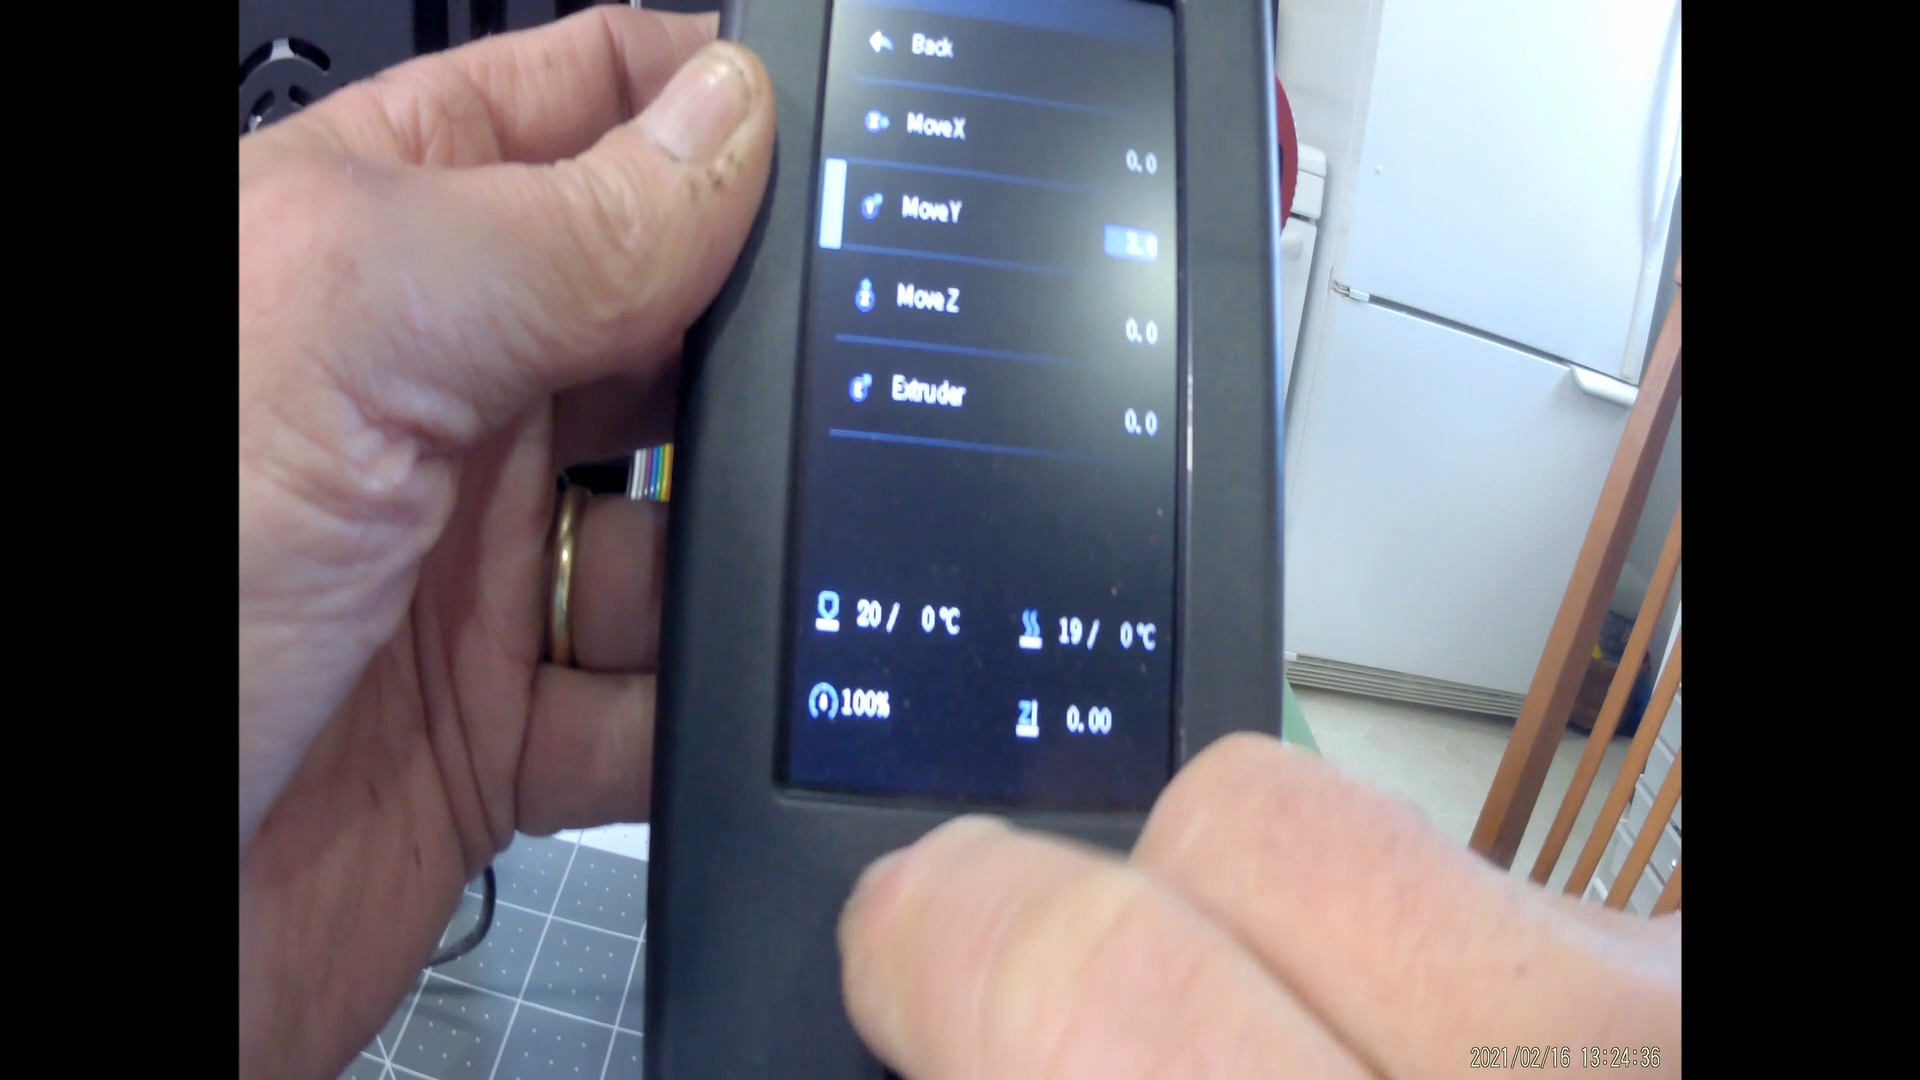 Back
Move X
0.0
Move Y
Move Z
0.0
Extruder
0.0
20 / 0℃ 19 / 0℃
100% Z 0.00
2021/02/16 13:24:36